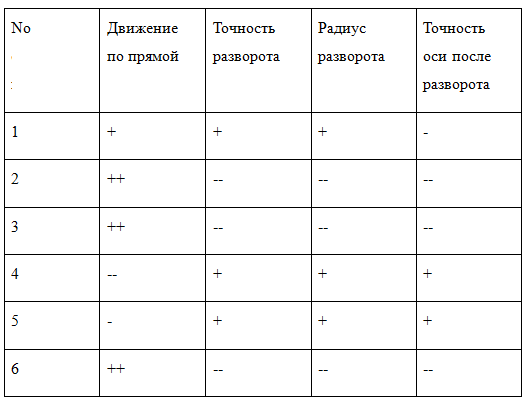 No Движение по прямой Точность разворота Радиус разворота Точность оси после разворота
1 + + + -
2 ++ -- -- --
3 ++ -- -- --
4 -- + + +
5 - + + +
6 ++ -- -- --